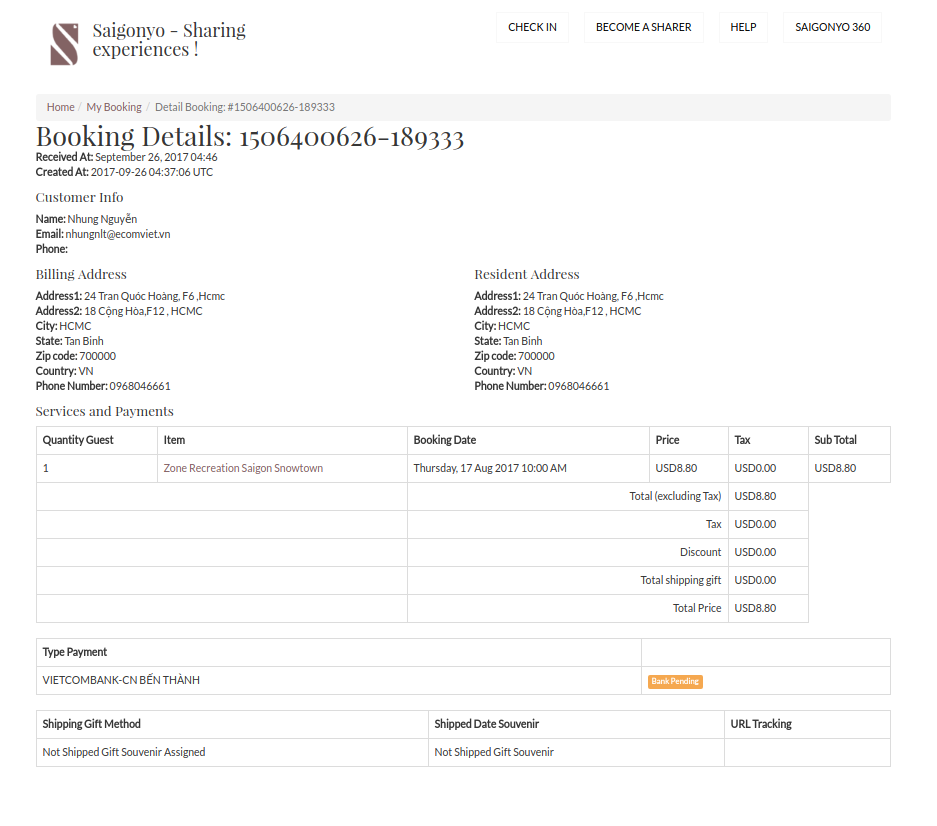 Saigonyo - Sharing
experiences !
CHECK IN
BECOME A SHARER
HELP
SAIGONYO 360
Home / My Booking / Detail Booking: #1506400626-189333
Booking Details: 1506400626-189333
Received At: September 26, 2017 04:46
Created At: 2017-09-26 04:37:06 UTC
Customer Info
Name: Nhung Nguyễn
Email: nhungnlt@ecomviet.vn
Phone:
Billing Address
Address1: 24 Tran Quóc Hoàng, F6 ,Hcmc
Address2: 18 Cộng Hòa,F12 , HCMC
City: HCMC
State: Tan Binh
Zip code: 700000
Country: VN
Phone Number: 0968046661
Resident Address
Address1: 24 Tran Quóc Hoàng, F6 ,Hcmc
Address2: 18 Cộng Hòa,F12 , HCMC
City: HCMC
State: Tan Binh
Zip code: 700000
Country: VN
Phone Number: 0968046661
Services and Payments
Quantity Guest Item Booking Date Price Tax Sub Total
1 Zone Recreation Saigon Snowtown Thursday, 17 Aug 2017 10:00 AM USD8.80 USD0.00 USD8.80
Total (excluding Tax) USD8.80
Tax USD0.00
Discount USD0.00
Total shipping gift USD0.00
Total Price USD8.80
Type Payment
VIETCOMBANK-CN BẾN THÀNH Bank Pending
Shipping Gift Method Shipped Date Souvenir URL Tracking
Not Shipped Gift Souvenir Assigned Not Shipped Gift Souvenir